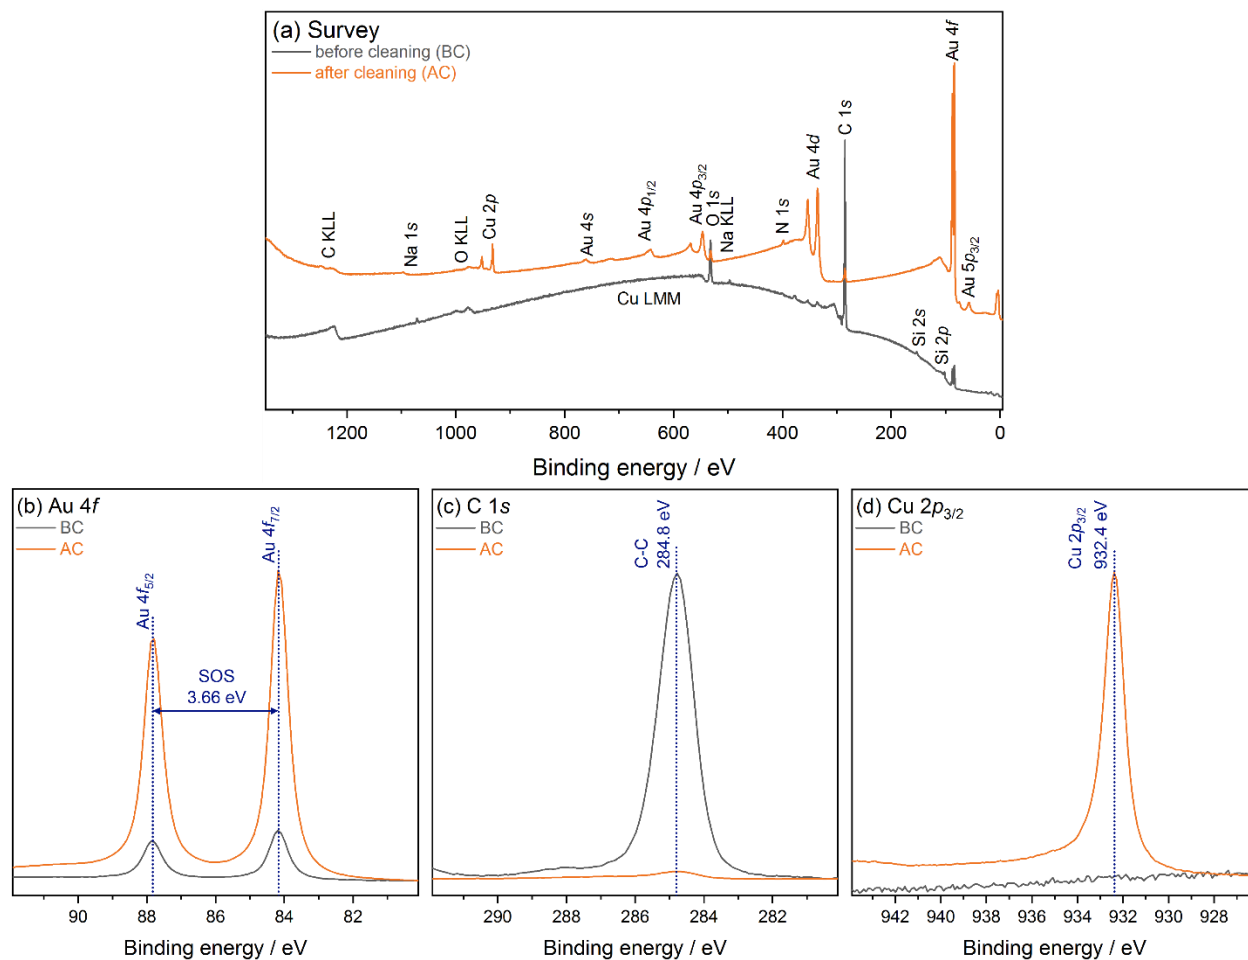 (a) Survey
before cleaning (BC)
after cleaning (AC)
C KLL
Na 1s
O KLL
Cu 2p
Au 4s
Au 4p1/2
Au 4p3/2
O 1s
Na KLL
Cu LMM
N 1s
Au 4d
C 1s
Si 2s
Si 2p
Au 4f
Au 5p3/2
1200 1000 800 600 400 200 0
Binding energy / eV
(b) Au 4f
BC
AC
Au 4f5/2
Au 4f7/2
SOS
3.66 eV
90 88 86 84 82
Binding energy / eV
(c) C 1s
BC
AC
C-C
284.8 eV
290 288 286 284 282
Binding energy / eV
(d) Cu 2p3/2
BC
AC
Cu 2p3/2
932.4 eV
942 940 938 936 934 932 930 928
Binding energy / eV